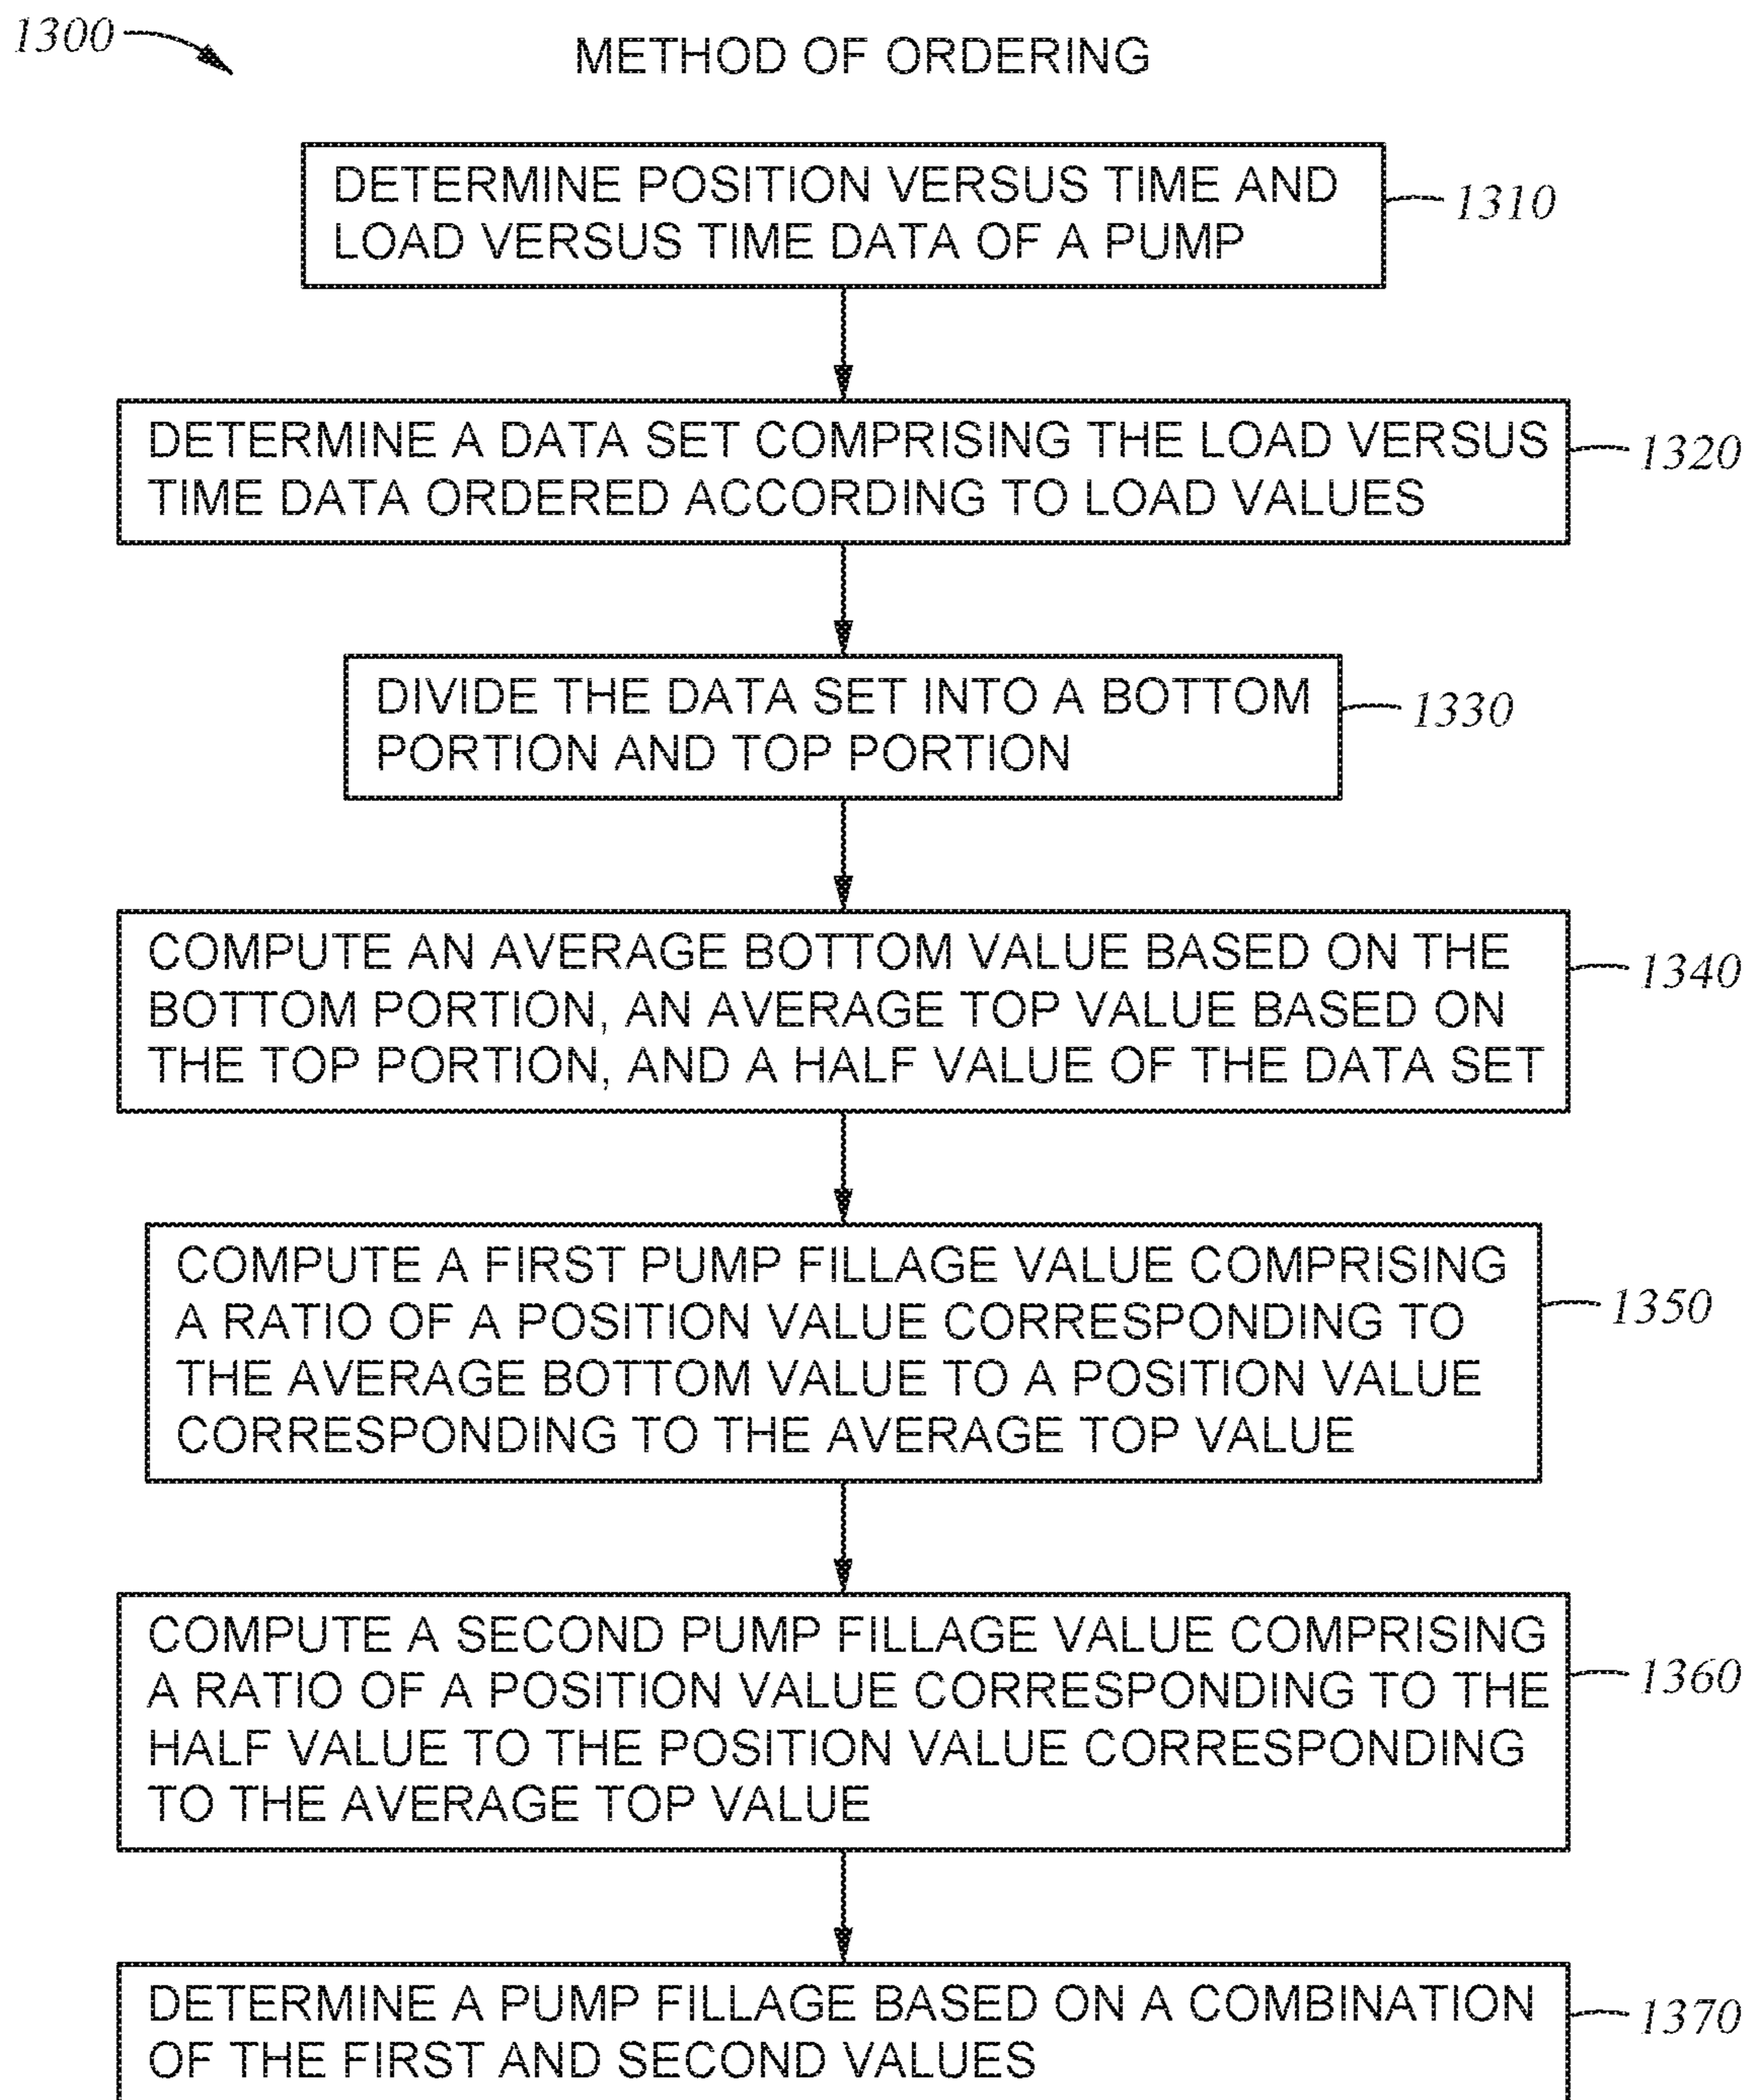 1300
METHOD OF ORDERING
DETERMINE POSITION VERSUS TIME AND
LOAD VERSUS TIME DATA OF A PUMP
1310
DETERMINE A DATA SET COMPRISING THE LOAD VERSUS
TIME DATA ORDERED ACCORDING TO LOAD VALUES
1320
DIVIDE THE DATA SET INTO A BOTTOM
PORTION AND TOP PORTION
1330
COMPUTE AN AVERAGE BOTTOM VALUE BASED ON THE
BOTTOM PORTION, AN AVERAGE TOP VALUE BASED ON
THE TOP PORTION, AND A HALF VALUE OF THE DATA SET
1340
COMPUTE A FIRST PUMP FILLAGE VALUE COMPRISING
A RATIO OF A POSITION VALUE CORRESPONDING TO
THE AVERAGE BOTTOM VALUE TO A POSITION VALUE
CORRESPONDING TO THE AVERAGE TOP VALUE
1350
COMPUTE A SECOND PUMP FILLAGE VALUE COMPRISING
A RATIO OF A POSITION VALUE CORRESPONDING TO THE
HALF VALUE TO THE POSITION VALUE CORRESPONDING
TO THE AVERAGE TOP VALUE
1360
DETERMINE A PUMP FILLAGE BASED ON A COMBINATION
OF THE FIRST AND SECOND VALUES
1370